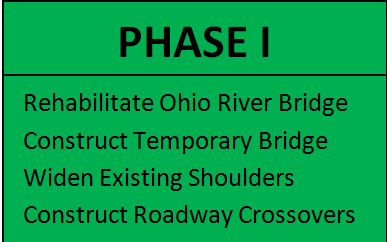 PHASE I
Rehabilitate Ohio River Bridge
Construct Temporary Bridge
Widen Existing Shoulders
Construct Roadway Crossovers